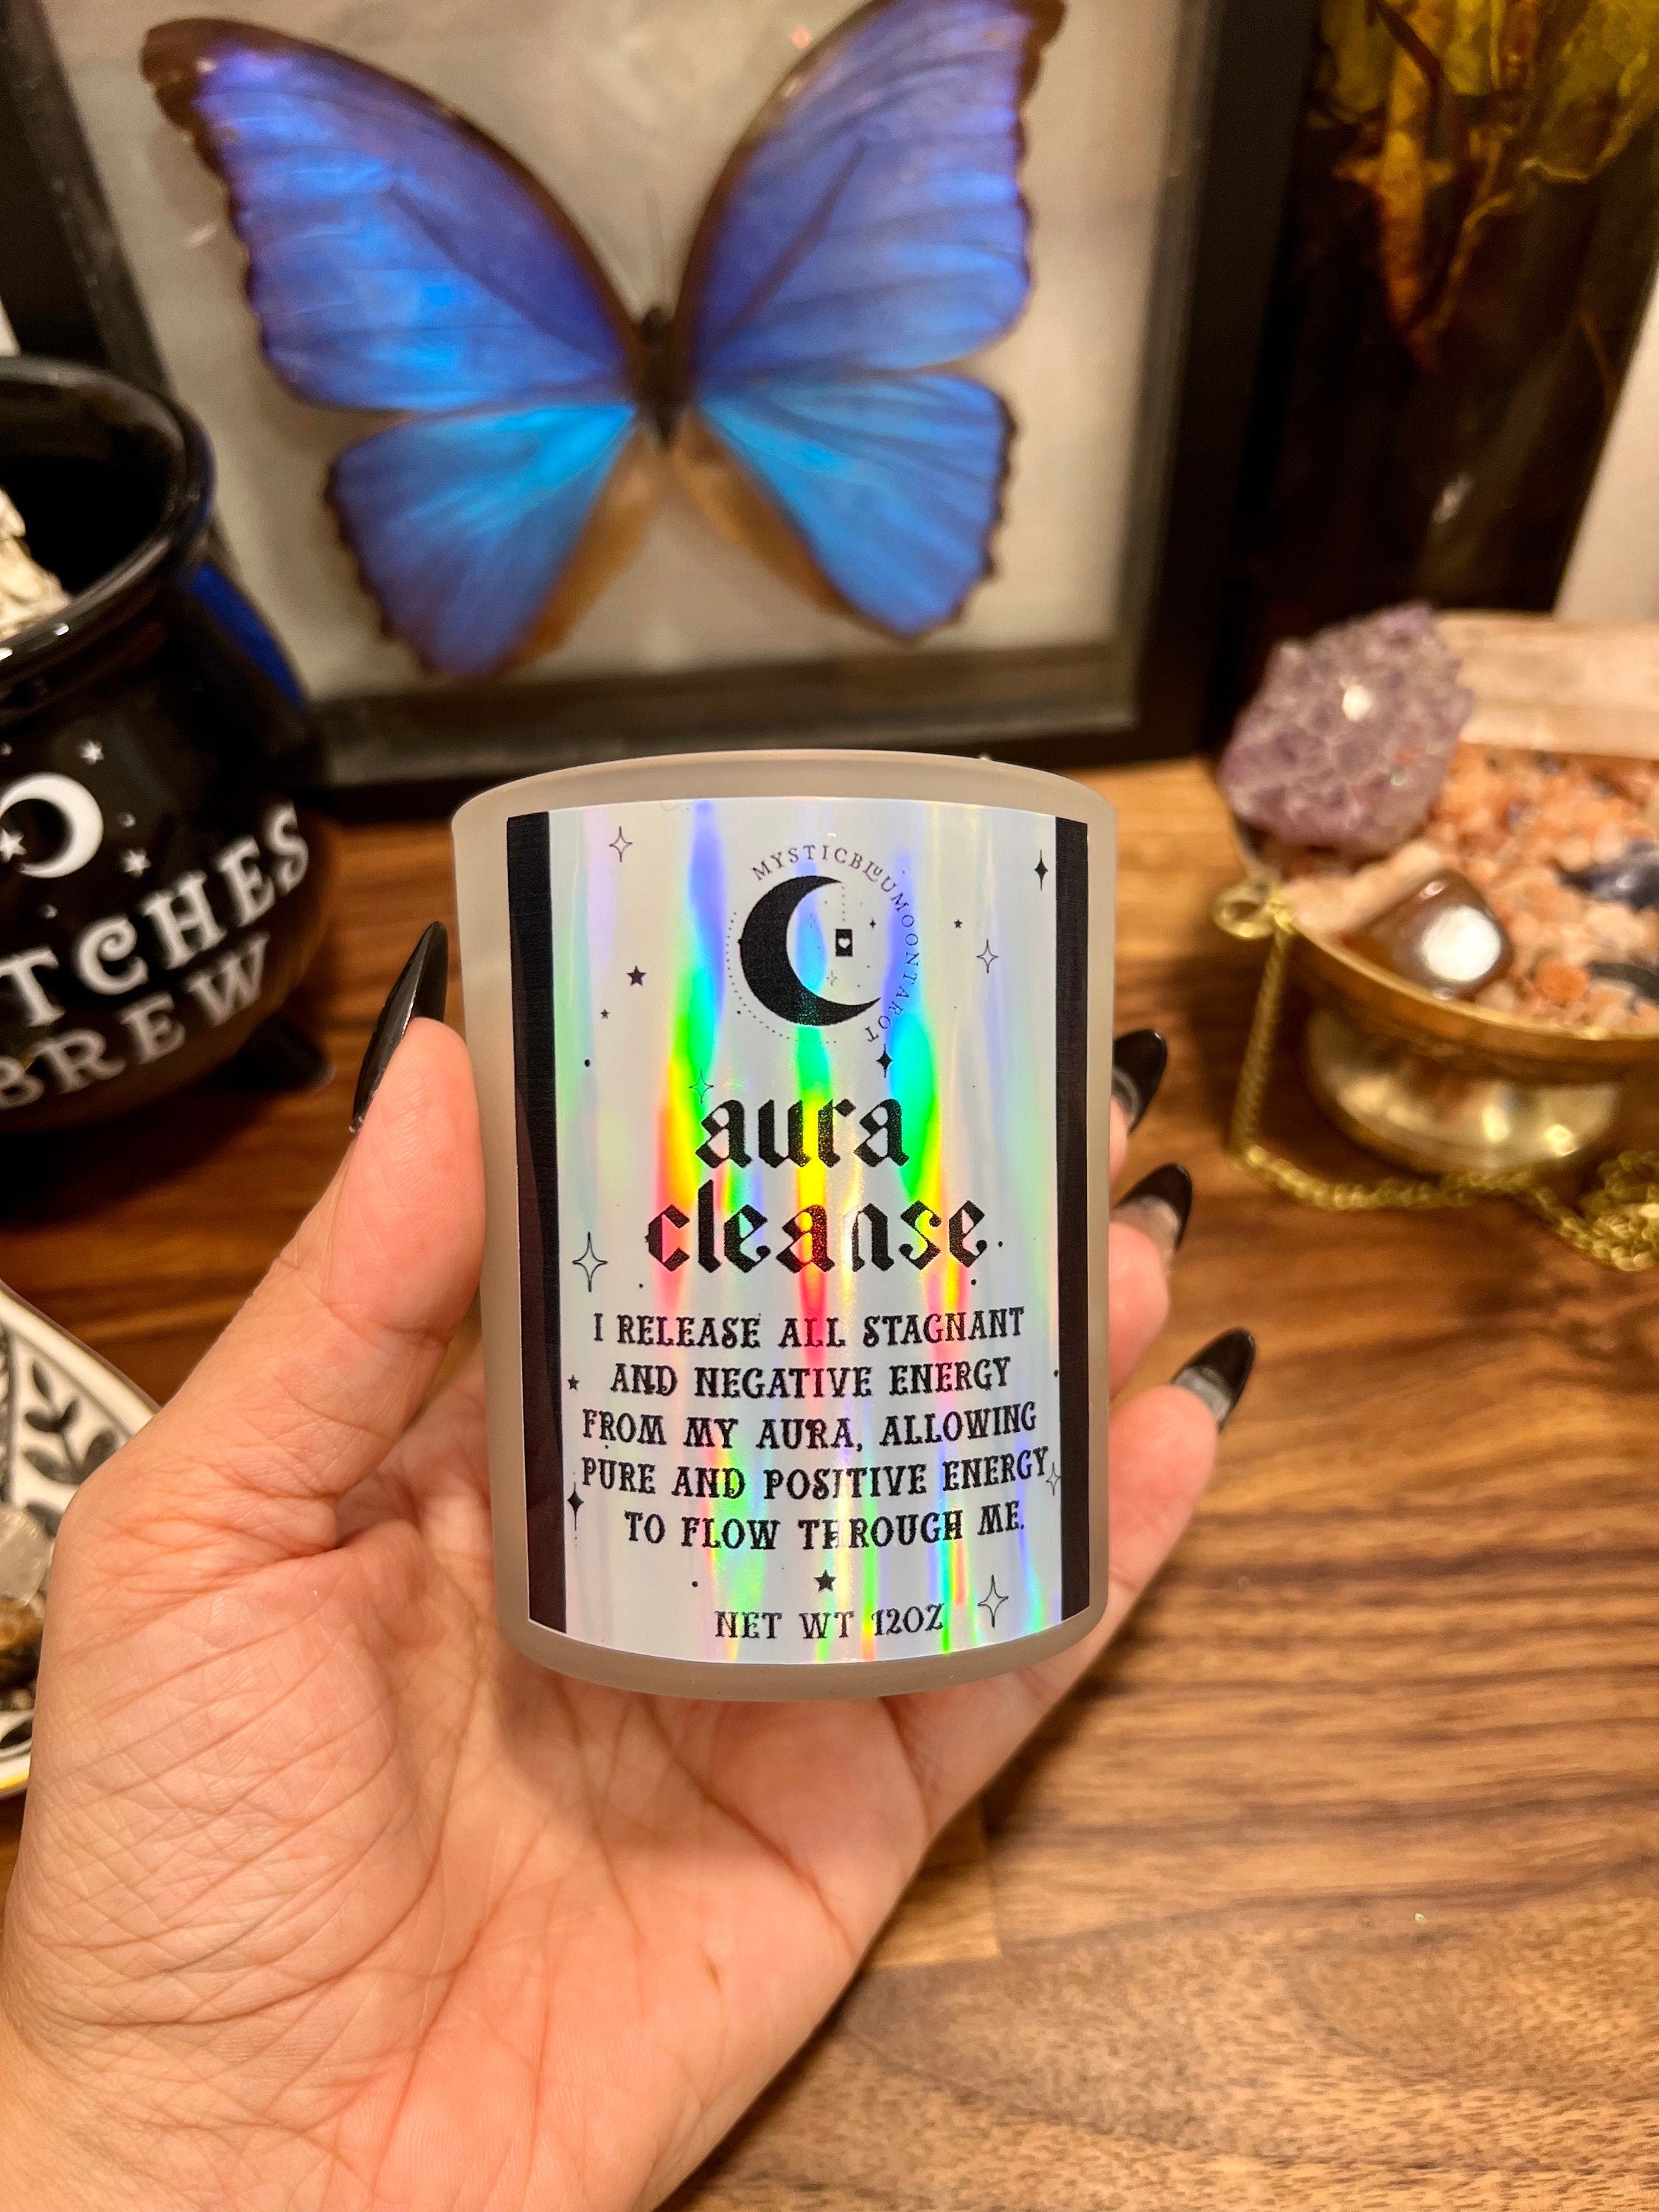 MYSTICBLUUMOONTAROT
aura
cleanse
I RELEASE ALL STAGNANT
AND NEGATIVE ENERGY
FROM MY AURA, ALLOWING
PURE AND POSITIVE ENERGY
TO FLOW THROUGH ME.
NET WT 12OZ
TCHES
BREW